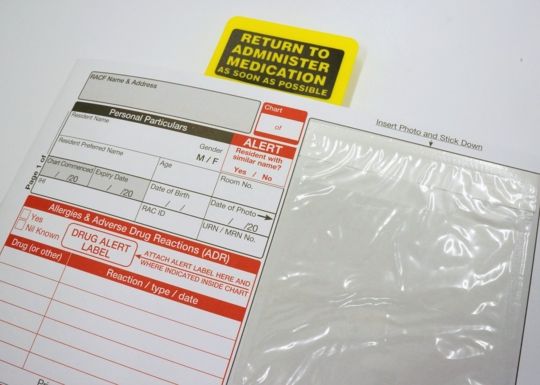 RETURN TO
ADMINISTER
MEDICATION
AS SOON AS POSSIBLE
RACF Name & Address
Chart
of
Insert Photo and Stick Down
Personal Particulars
Resident Name
Gender
M / F
ALERT
Resident with
similar name?
Yes / No
Resident Preferred Name
Age
Room No.
Page 1 of
Chart Commenced
/ /20
Expiry Date
/ /20
Date of Birth
/ /
Date of Photo
/ /20
IHI
RAC ID
URN / MRN No.
Allergies & Adverse Drug Reactions (ADR)
Yes
Nil Known
DRUG ALERT
LABEL
ATTACH ALERT LABEL HERE AND
WHERE INDICATED INSIDE CHART
Drug (or other)
Reaction / type / date